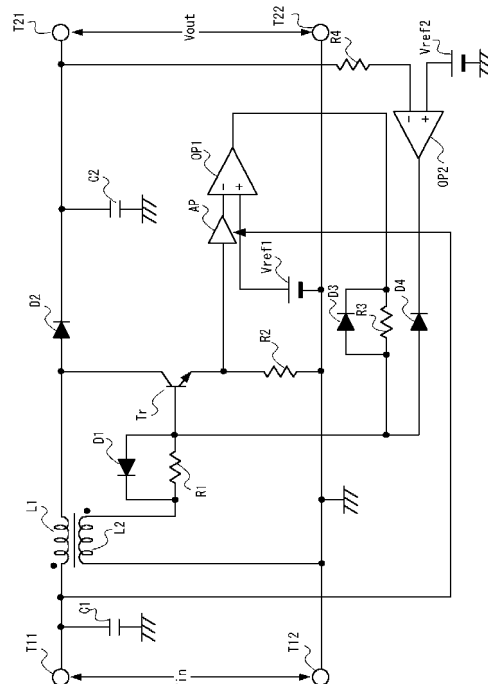 T21
Vout
T22
R4
Vref2
-
+
OP2
OP1
-
+
C2
AP
Vref1
D3
R3
D4
D2
R2
Tr
D1
R1
L1
L2
C1
T11
in
T12